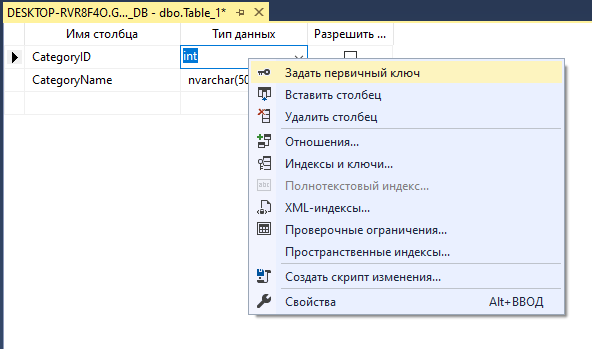 DESKTOP-RVR8F4O.G..._DB - dbo.Table_1*
Имя столбца Тип данных Разрешить ...
CategoryID int
CategoryName nvarchar(50
Задать первичный ключ
Вставить столбец
Удалить столбец
Отношения...
Индексы и ключи...
abc Полнотекстовый индекс...
XML-индексы...
Проверочные ограничения...
Пространственные индексы...
Создать скрипт изменения...
Свойства Alt+ВВОД